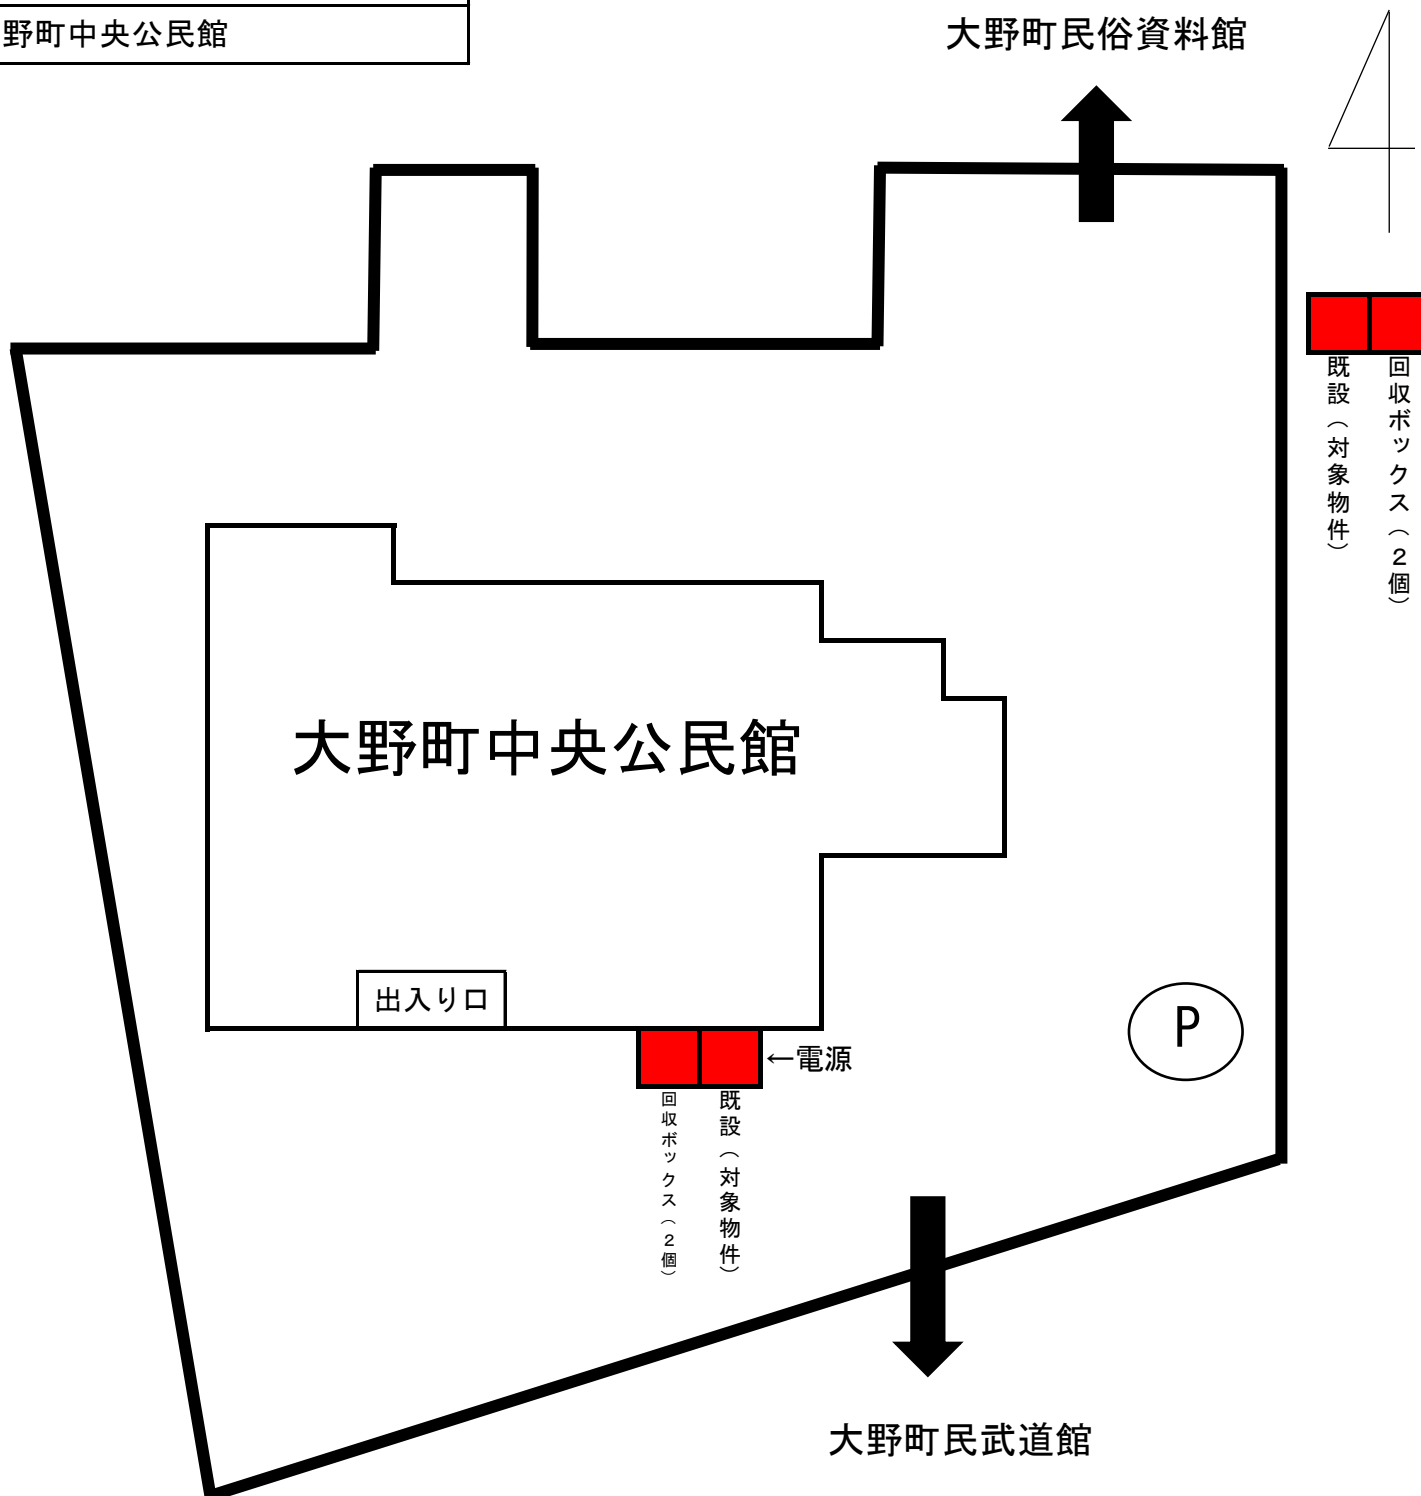 野町中央公民館
大野町民俗資料館
既設（対象物件）
回収ボックス（２個）
大野町中央公民館
出入り口
P
←電源
回収ボックス（２個）
既設（対象物件）
大野町民武道館